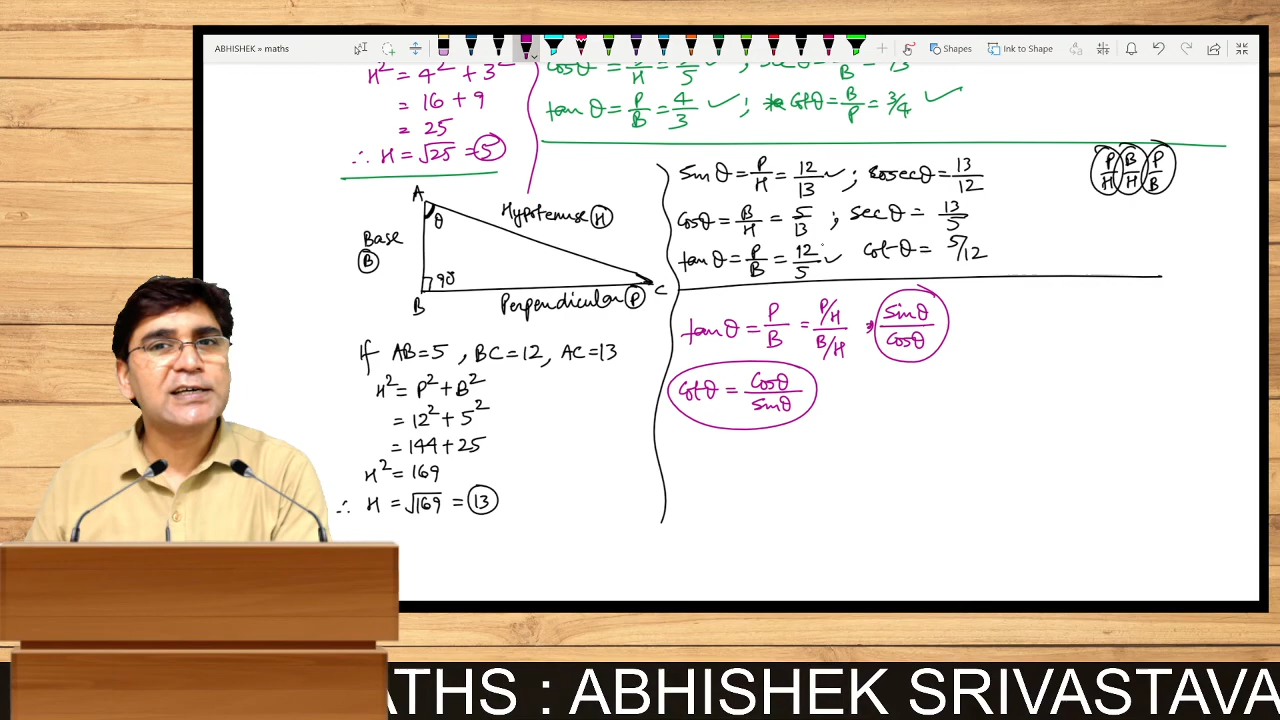 ABHISHEK » maths
Shapes
Ink to Shape
H² = 4² + 3²
= 16 + 9
= 25
∴ H = √25 = 5
tan θ = P/B = 4/3 ✓ ; cot θ = B/P = 3/4 ✓
A
θ
Hypotenuse H
Base
B
90°
B
Perpendicular P
C
If AB=5 , BC=12, AC=13
H² = P² + B²
= 12² + 5²
= 144 + 25
H² = 169
∴ H = √169 = 13
sin θ = P/H = 12/13 ✓ ; cosec θ = 13/12
cos θ = B/H = 5/13 ; sec θ = 13/5
tan θ = P/B = 12/5 ✓ cot θ = 5/12
P/H B/H P/B
tan θ = P/B = P/H / B/H = sin θ / cos θ
cot θ = cos θ / sin θ
ATHS : ABHISHEK SRIVASTAVA